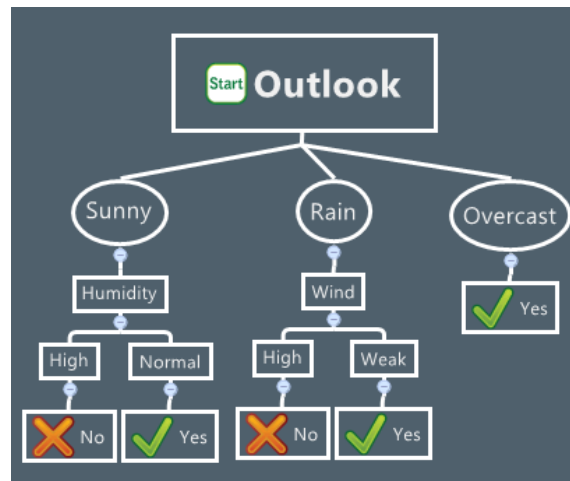 Start Outlook
Sunny
Rain
Overcast
Humidity
Wind
Yes
High
Normal
High
Weak
No
Yes
No
Yes